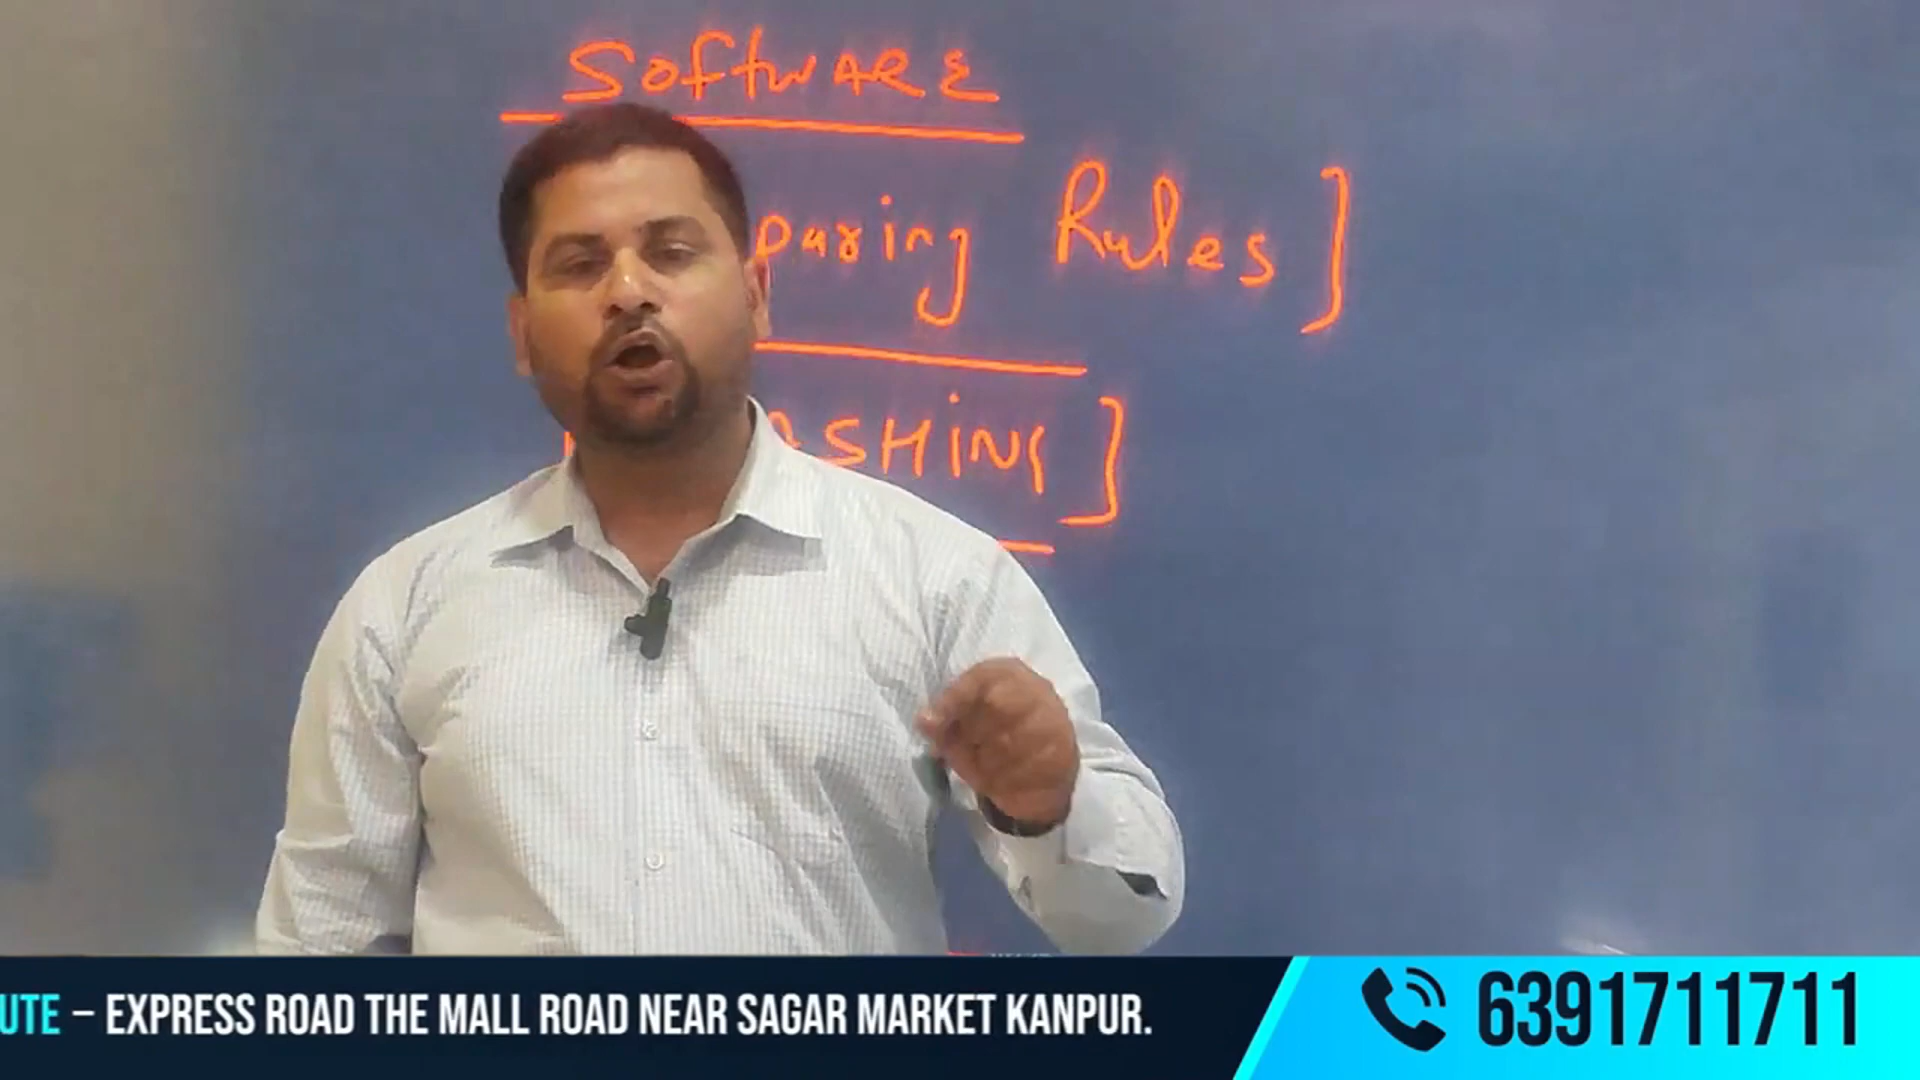 SoftwARE
Rules]
UTE – EXPRESS ROAD THE MALL ROAD NEAR SAGAR MARKET KANPUR.
6391711711